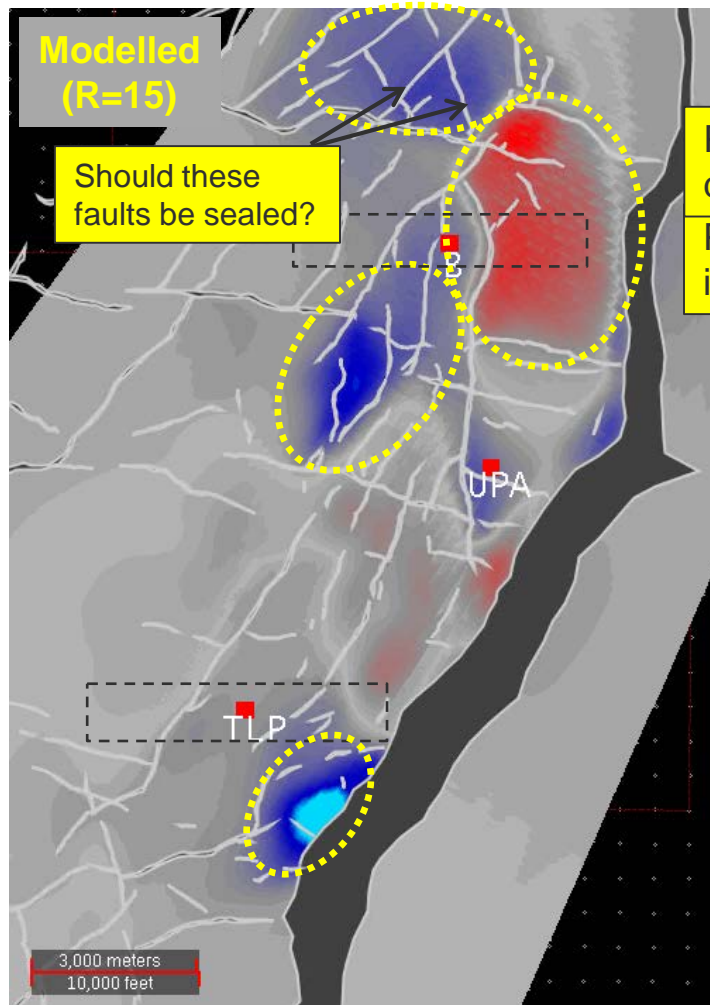 Modelled
(R=15)
Should these
faults be sealed?
B
UPA
TLP
3,000 meters
10,000 feet